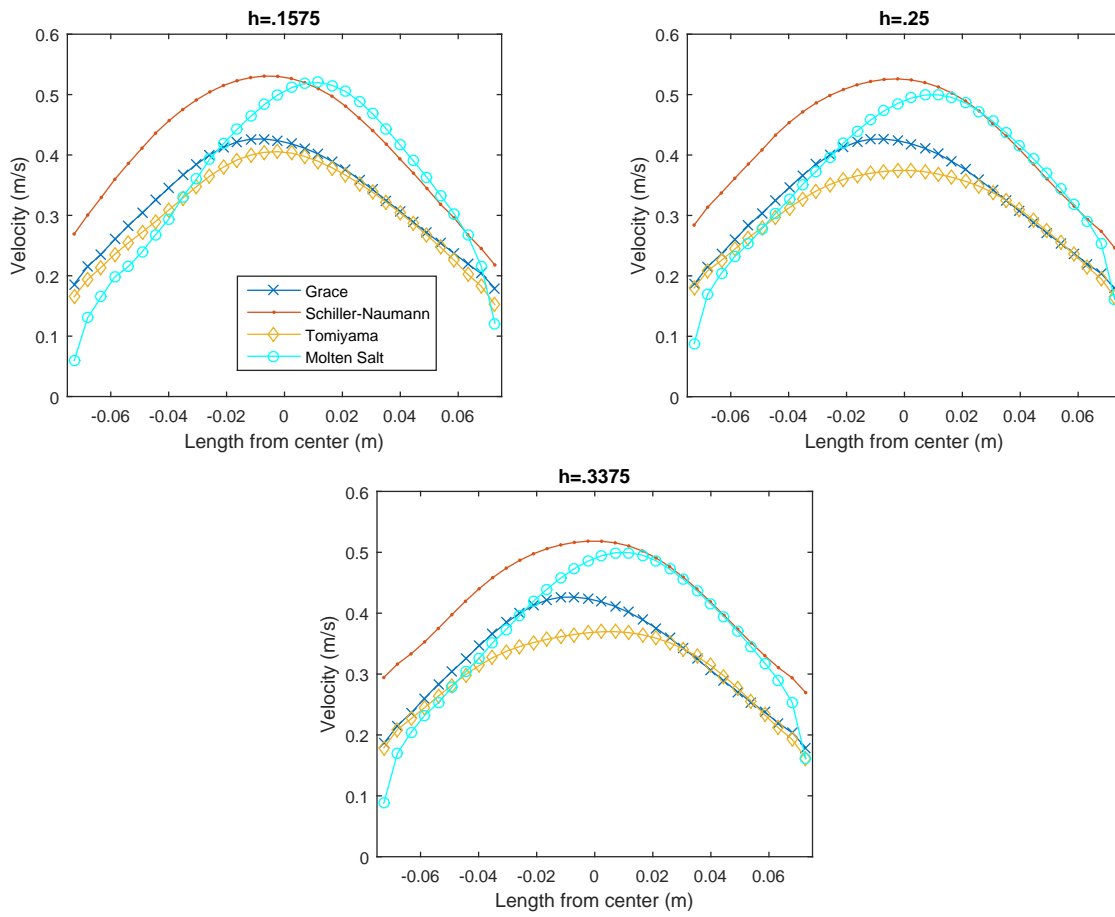 h=.1575
0.6
0.5
0.4
0.3
0.2
0.1
0
Velocity (m/s)
Grace
Schiller-Naumann
Tomiyama
Molten Salt
-0.06 -0.04 -0.02 0 0.02 0.04 0.06
Length from center (m)
h=.25
0.6
0.5
0.4
0.3
0.2
0.1
0
Velocity (m/s)
-0.06 -0.04 -0.02 0 0.02 0.04 0.06
Length from center (m)
h=.3375
0.6
0.5
0.4
0.3
0.2
0.1
0
Velocity (m/s)
-0.06 -0.04 -0.02 0 0.02 0.04 0.06
Length from center (m)